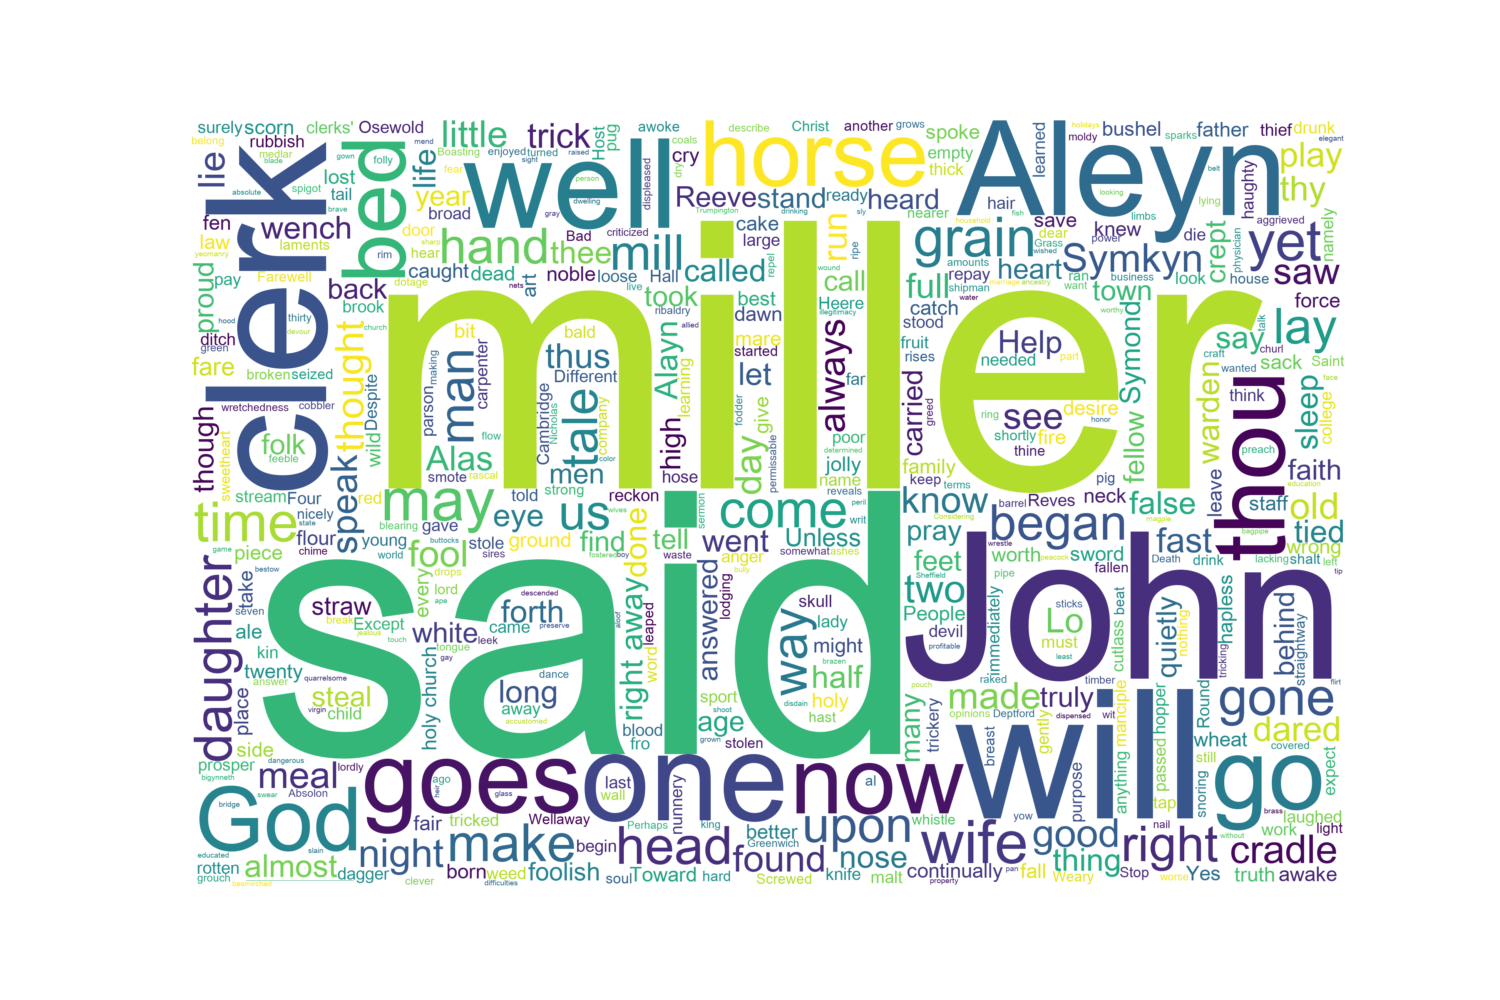 miller
said
John
Aleyn
clerk
will
well
horse
thou
one
now
goes
God
go
bed
man
may
us
come
began
time
daughter
wife
head
make
upon
right
hand
mill
grain
yet
lay
tale
way
day
always
see
two
made
gone
cradle
night
found
good
thing
nose
almost
foolish
meal
dared
behind
white
straw
steal
long
forth
fool
eye
find
tell
done
went
answered
right away
half
age
many
know
pray
feet
false
fast
old
tied
quietly
truly
fellow
Symond
Symkyn
warden
sleep
say
saw
thy
play
crept
town
heart
full
run
called
call
took
thee
back
life
year
little
trick
wench
lie
proud
fare
though
thought
speak
folk
Alas
thus
men
high
let
Alayn
Help
desire
carried
stand
heard
Reeve
spoke
empty
thick
cake
large
ready
nearer
hair
learned
bushel
father
thief
drunk
another
Christ
grows
describe
surely
scorn
clerks'
Osewold
rubbish
belong
medlar
gown
folly
mend
coals
blade
spigot
absolute
brave
lost
tail
fen
law
pay
laments
Farewell
yeomanry
dotage
rim
door
hear
sharp
broad
caught
dead
art
noble
loose
Hall
Bad
gray
dwelling
person
sight
raised
turned
enjoyed
Boasting
fear
awoke
Host
pug
cry
displeased
criticized
drinking
Trumpington
sly
repel
best
dawn
mare
started
bit
bald
ribaldry
live
nets
church
devour
thirty
hood
green
ditch
brook
bridge
broken
seized
cobbler
wretchedness
Despite
wild
parson
making
smote
Cambridge
Nicholas
carpenter
Different
company
rascal
color
flow
allied
learning
give
fodder
permissable
illegitimacy
wound
Heere
far
poor
jolly
name
reveals
determined
fruit
rises
stood
catch
repay
knew
save
dear
household
fish
wished
power
Grass
limbs
looking
lying
belt
die
look
house
physician
haughty
aggrieved
namely
holidays
moldy
sparks
elegant
force
Saint
sack
churl
craft
talk
business
want
ran
amounts
marriage
ancestry
water
shipman
ripe
worthy
needed
greed
ring
shortly
fire
thine
part
honor
family
keep
terms
pig
wanted
think
face
college
preach
education
faith
leave
neck
Reves
barrel
Considering
magpie
staff
wrong
bagpipe
lacking
shalt
left
tip
Death
drink
sword
fallen
beat
cutlass
peacock
wrestle
worth
pipe
Sheffield
People
devil
immediately
sticks
Lo
must
least
profitable
nothing
tricking
hapless
straightway
flirt
timber
manciple
opinions
Deptford
dispensed
wit
breast
gently
trickery
pouch
hast
holy
brazen
might
lady
skull
sport
disdain
shoot
grown
stolen
lodging
bully
anger
somewhat
ashes
waste
boy
fostered
sires
wives
sermon
writ
peril
Unless
reckon
hose
told
strong
gave
stole
young
world
buttocks
blearing
red
stream
Four
nicely
state
flour
chime
game
piece
sweetheart
feeble
bestow
take
seven
ale
kin
twenty
answer
quarrelsome
virgin
child
place
side
prosper
bigynneth
dangerous
lordly
swear
Absolon
Except
every
lord
drops
ape
break
jealous
touch
tongue
gay
came
leek
dance
descended
preserve
ground
word
leaped
aloof
holy church
away
accustomed
blood
fro
last
wall
nunnery
fair
tricked
ago
heir
glass
Wellaway
begin
Perhaps
king
Greenwich
better
whistle
yow
purpose
anything
passed
hopper
tap
snoring
Round
wheat
still
covered
expect
laughed
work
light
without
brass
nail
Yes
truth
awake
worse
Stop
Weary
fall
pan
property
continually
malt
knife
Screwed
hard
Toward
soul
difficulties
born
weed
clever
dagger
slain
rotten
educated
grouch
besmirched
al